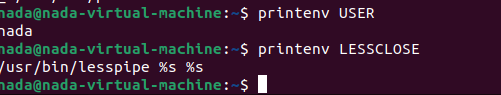 nada@nada-virtual-machine:~$ printenv USER
nada
nada@nada-virtual-machine:~$ printenv LESSCLOSE
/usr/bin/lesspipe %s %s
nada@nada-virtual-machine:~$